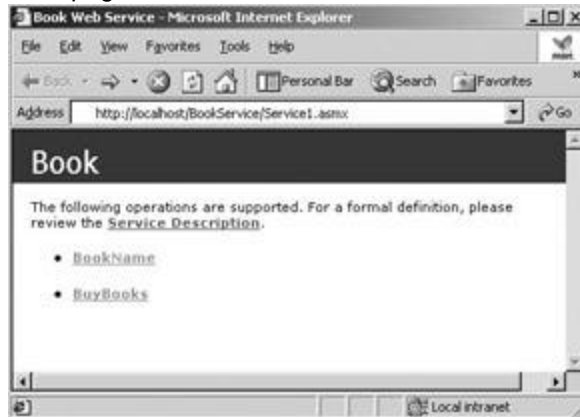 Book Web Service - Microsoft Internet Explorer
File Edit View Favorites Tools Help
Back Personal Bar Search Favorites
Address http://localhost/BookService/Service1.asmx Go
Book
The following operations are supported. For a formal definition, please
review the Service Description.
• BookName
• BuyBooks
Local intranet